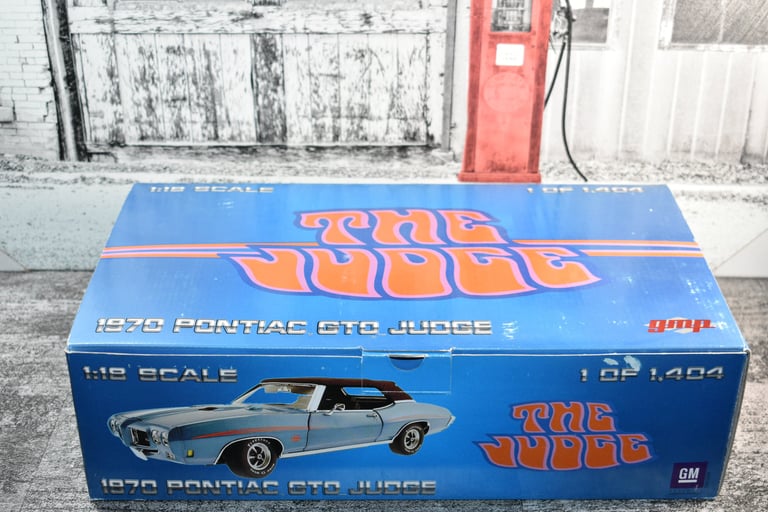 1:18 SCALE
1 OF 1,404
THE
JUDGE
1970 PONTIAC GTO JUDGE
gmp
1:18 SCALE
1 OF 1,404
THE
JUDGE
GM
1970 PONTIAC GTO JUDGE